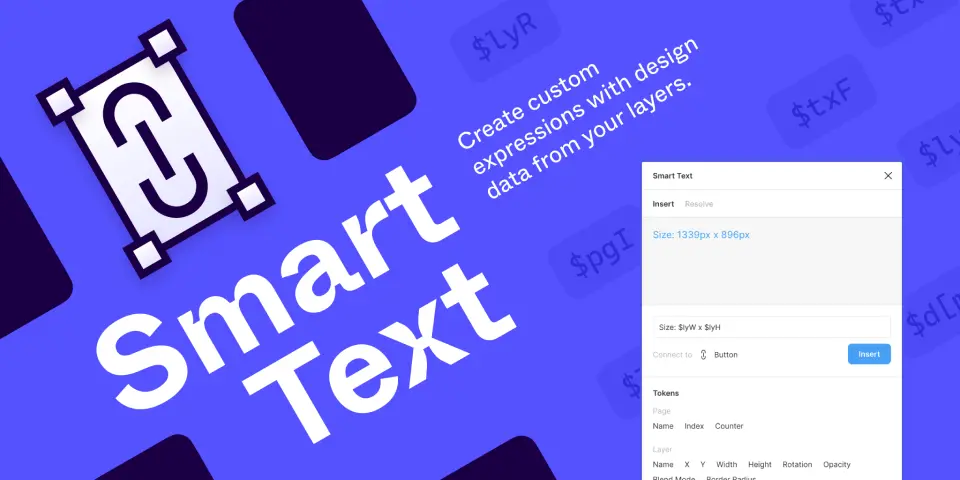 $lyR
$tx
Create custom
expressions with design
data from your layers.
$txF
$ly
Smart
Text
$pgI
$d[
Smart Text
Insert Resolve
Size: 1339px x 896px
Size: $lyW x $lyH
Connect to Button
Insert
Tokens
Page
Name Index Counter
Layer
Name X Y Width Height Rotation Opacity
Blend Mode Border Radius